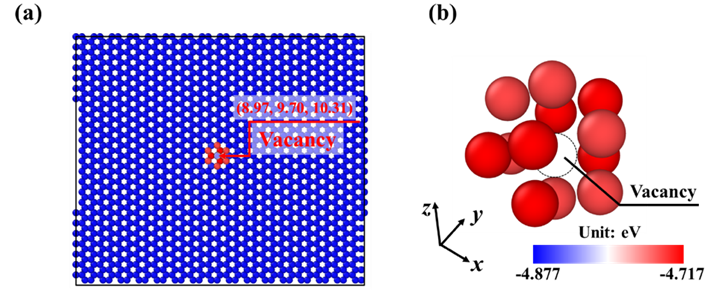 (a)
(8.97, 9.70, 10.31)
Vacancy
(b)
Vacancy
z
y
x
Unit: eV
-4.877
-4.717